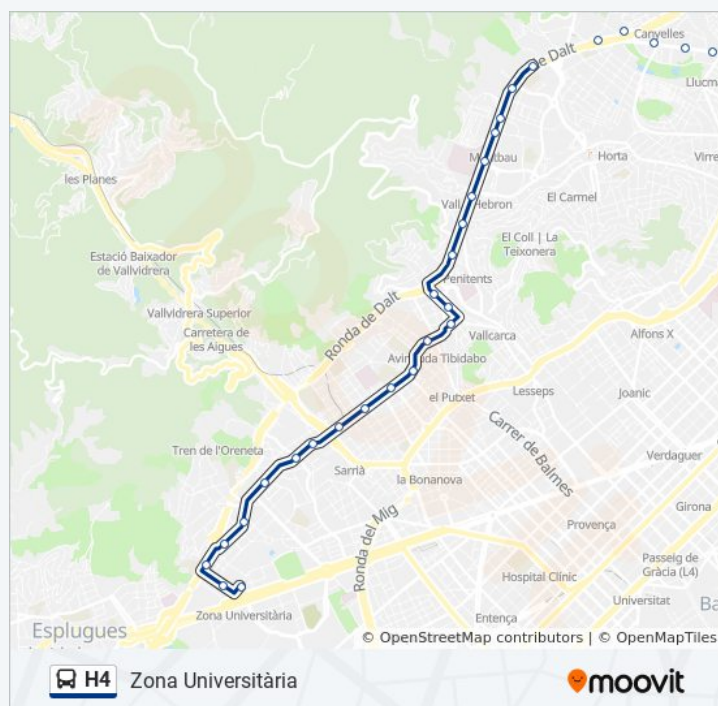 de Dalt
Canvelles
Llucm
Montbau
Horta
Virre
les Planes
El Carmel
Vall d'Hebron
Estació Baixador
de Vallvidrera
El Coll | La
Teixonera
Penitents
Vallvidrera Superior
Ronda de Dalt
Carretera de
les Aigues
Vallcarca
Alfons X
Avinguda Tibidabo
Lesseps
Joanic
el Putxet
Carrer de Balmes
Tren de l'Oreneta
Sarrià
Verdaguer
la Bonanova
Girona
Ronda del Mig
Provença
Passeig de
Gràcia (L4)
Hospital Clínic
Universitat
Zona Universitària
Entença
Ba
Esplugues
© OpenStreetMap contributors | © OpenMapTiles
H4 Zona Universitària
moovit